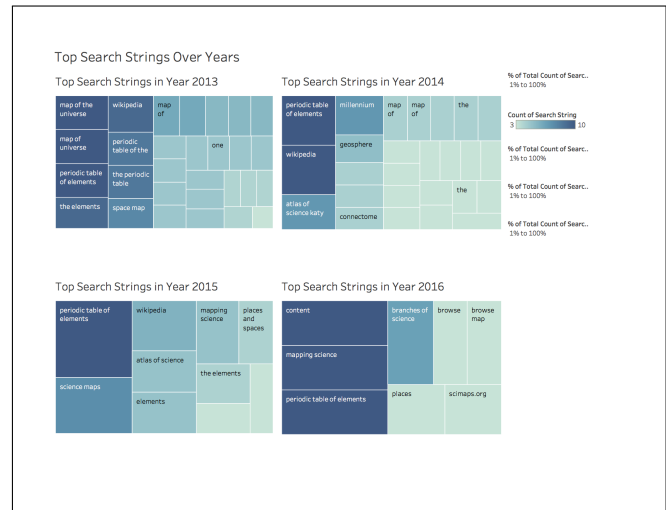 Top Search Strings Over Years
Top Search Strings in Year 2013
map of the
universe
map of
universe
periodic table
of elements
the elements
wikipedia
periodic
table of the
the periodic
table
space map
map
of
one
Top Search Strings in Year 2014
periodic table
of elements
wikipedia
atlas of
science katy
millennium
geosphere
connectome
map
of
map
of
the
the
% of Total Count of Searc..
1% to 100%
Count of Search String
3
10
% of Total Count of Searc..
1% to 100%
% of Total Count of Searc..
1% to 100%
% of Total Count of Searc..
1% to 100%
Top Search Strings in Year 2015
periodic table of
elements
science maps
wikipedia
atlas of science
elements
mapping
science
places
and
spaces
the elements
Top Search Strings in Year 2016
content
mapping science
periodic table of elements
branches of
science
browse
browse
map
places
scimaps.org